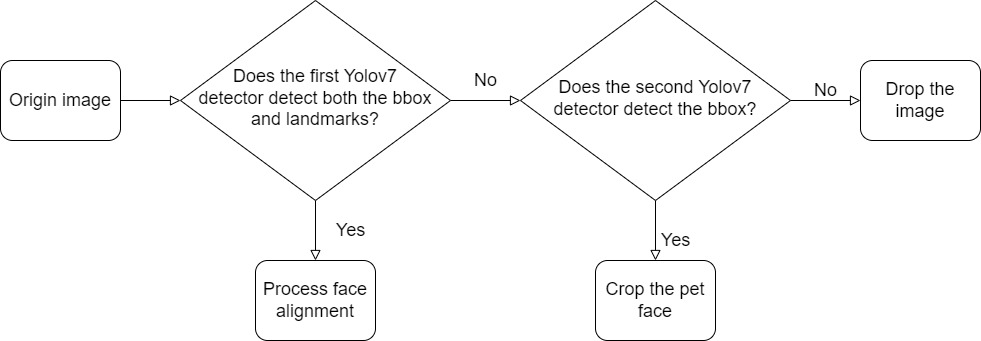 Origin image
Does the first Yolov7
detector detect both the bbox
and landmarks?
No
Does the second Yolov7
detector detect the bbox?
No
Drop the
image
Yes
Process face
alignment
Yes
Crop the pet
face